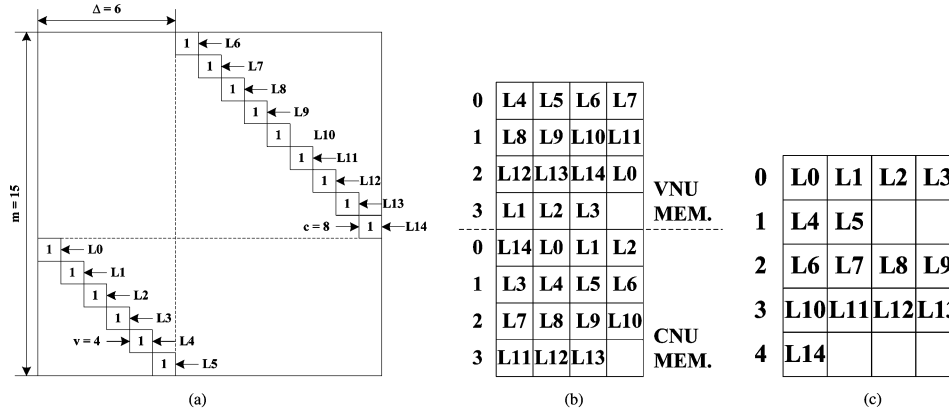 Δ = 6
m = 15
1 L6
1 L7
1 L8
1 L9
1 L10
1 L11
1 L12
1 L13
c = 8 1 L14
1 L0
1 L1
1 L2
1 L3
v = 4 1 L4
1 L5
(a)
0 L4 L5 L6 L7
1 L8 L9 L10 L11
2 L12 L13 L14 L0
3 L1 L2 L3
VNU
MEM.
0 L14 L0 L1 L2
1 L3 L4 L5 L6
2 L7 L8 L9 L10
3 L11 L12 L13
CNU
MEM.
(b)
0 L0 L1 L2 L3
1 L4 L5
2 L6 L7 L8 L9
3 L10 L11 L12 L13
4 L14
(c)